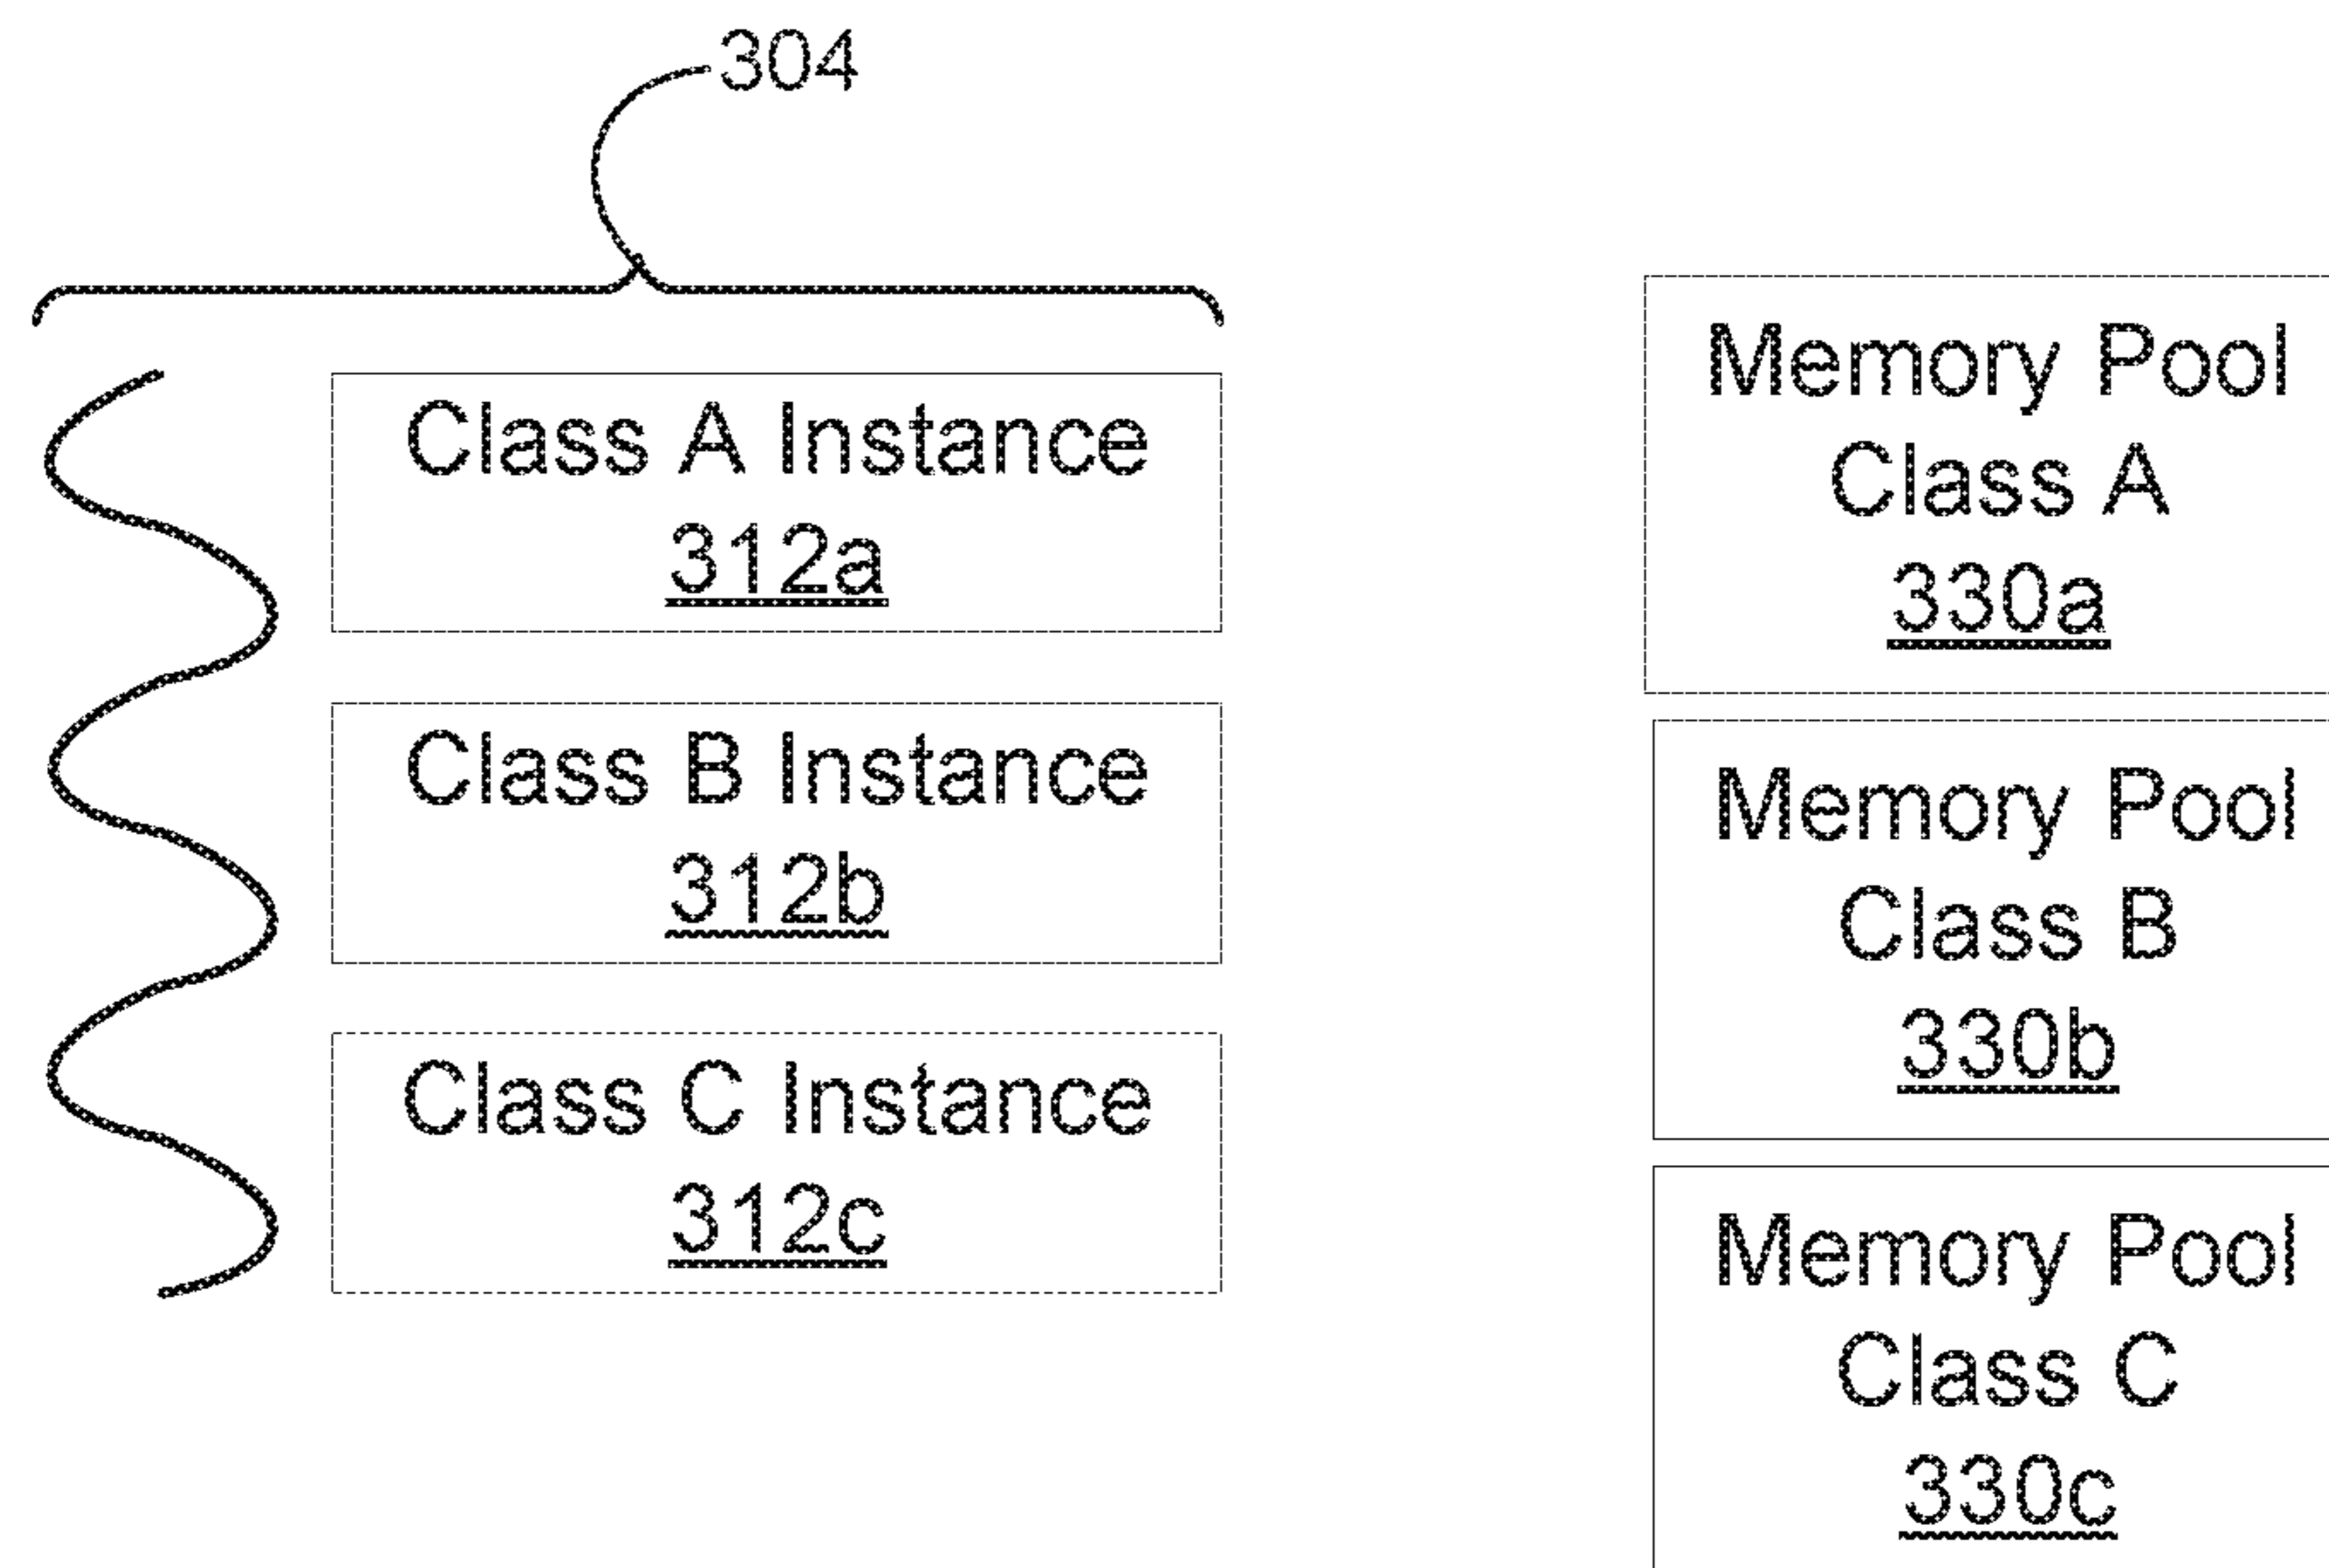 304
Class A Instance
312a
Class B Instance
312b
Class C Instance
312c
Memory Pool
Class A
330a
Memory Pool
Class B
330b
Memory Pool
Class C
330c